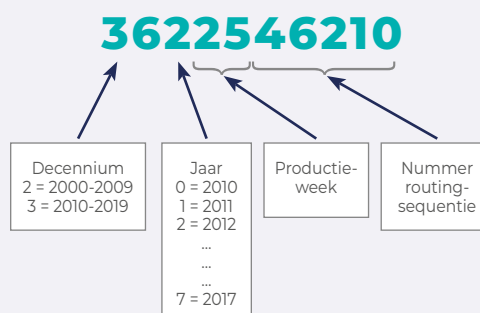 3622546210
Decennium
2 = 2000-2009
3 = 2010-2019
Jaar
0 = 2010
1 = 2011
2 = 2012
...
...
...
7 = 2017
Productie-
week
Nummer
routing-
sequentie